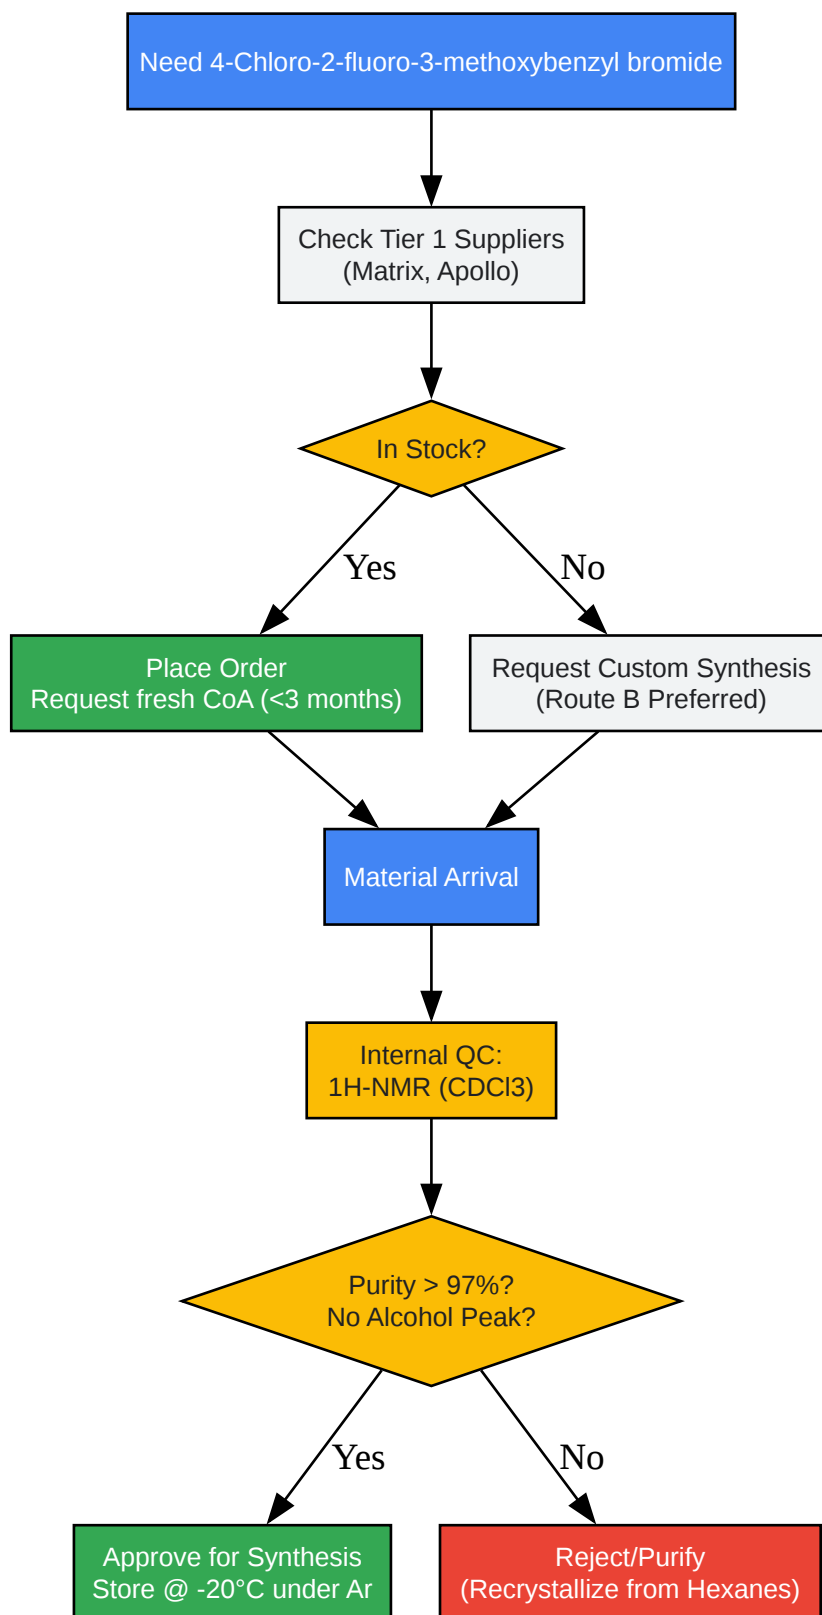 Need 4-Chloro-2-fluoro-3-methoxybenzyl bromide
Check Tier 1 Suppliers
(Matrix, Apollo)
In Stock?
Yes
No
Place Order
Request fresh CoA (<3 months)
Request Custom Synthesis
(Route B Preferred)
Material Arrival
Internal QC:
1H-NMR (CDCl3)
Purity > 97%?
No Alcohol Peak?
Yes
No
Approve for Synthesis
Store @ -20°C under Ar
Reject/Purify
(Recrystallize from Hexanes)